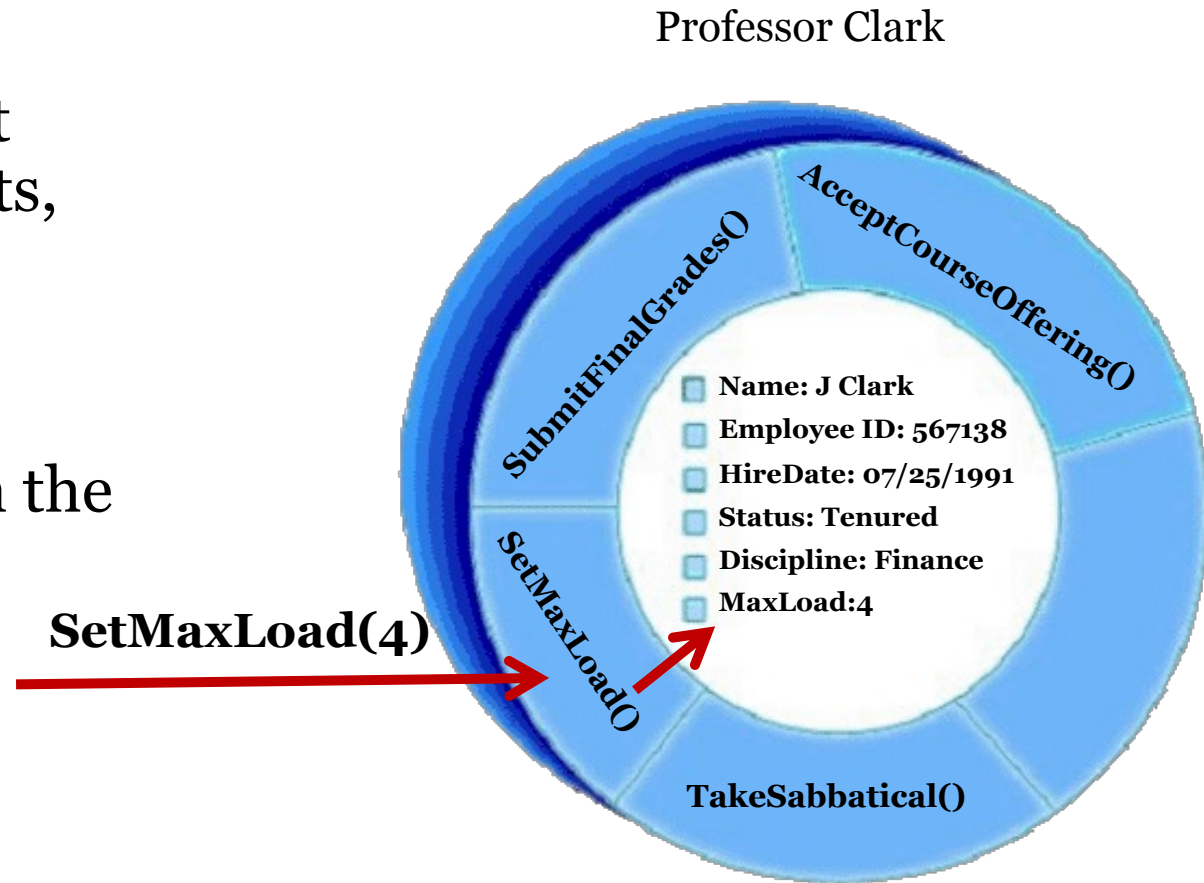 Professor Clark
t
ts,
n the
SetMaxLoad(4)
SubmitFinalGrades()
AcceptCourseOffering()
SetMaxLoad()
TakeSabbatical()
Name: J Clark
Employee ID: 567138
HireDate: 07/25/1991
Status: Tenured
Discipline: Finance
MaxLoad:4